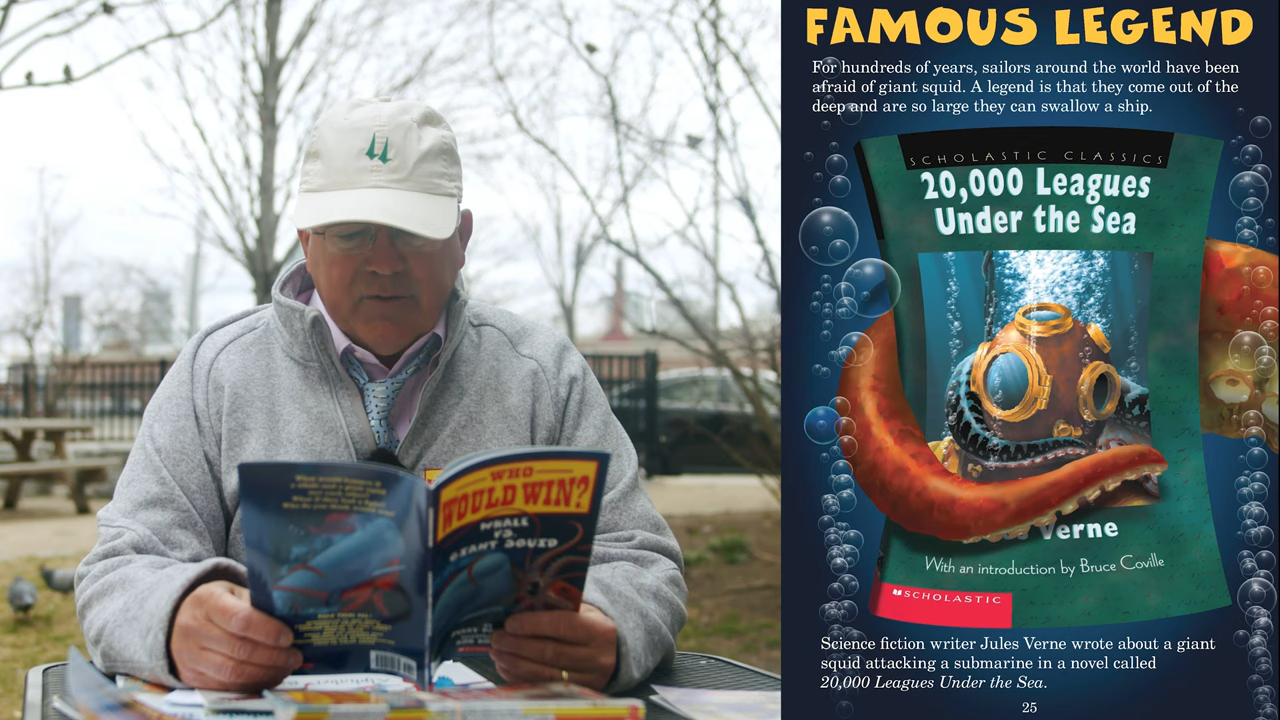 WHO
WOULD WIN?
WHALE
VS.
GIANT SQUID
FAMOUS LEGEND
For hundreds of years, sailors around the world have been
afraid of giant squid. A legend is that they come out of the
deep and are so large they can swallow a ship.
SCHOLASTIC CLASSICS
20,000 Leagues
Under the Sea
Verne
With an introduction by Bruce Coville
SCHOLASTIC
Science fiction writer Jules Verne wrote about a giant
squid attacking a submarine in a novel called
20,000 Leagues Under the Sea.
25